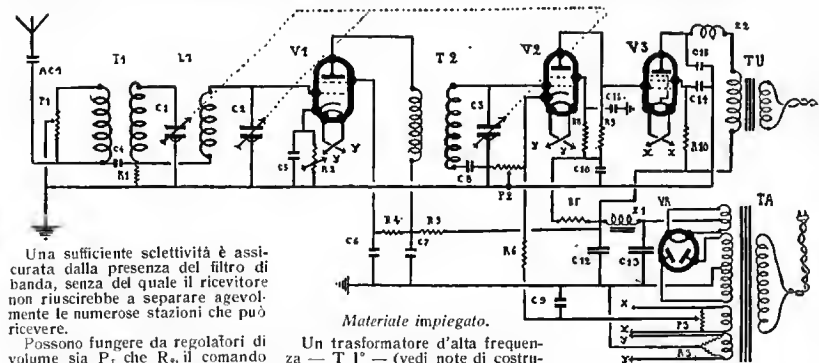 AC1
T1
L1
V1
T2
V2
V3
Z2
TU
P1
C4
R1
C1
C2
C5
R2
Y
Y
C3
C8
P2
Y
Y
R8
C11
R9
C10
X
X
C15
C14
R10
R4
R3
C6
C7
R6
R7
Z1
C12
C13
C9
VR
TA
X
X
P3
Y
Y
R5
Una sufficiente sclettività è assi-
curata dalla presenza del filtro di
banda, senza del quale il ricevitore
non riuscirebbe a separare agevol-
mente le numerose stazioni che può
ricevere.
Possono fungere da regolatori di
volume sia P₁ che R₂, il comando
Materiale impiegato.
Un trasformatore d'alta frequen-
za — T 1° — (vedi note di costru-